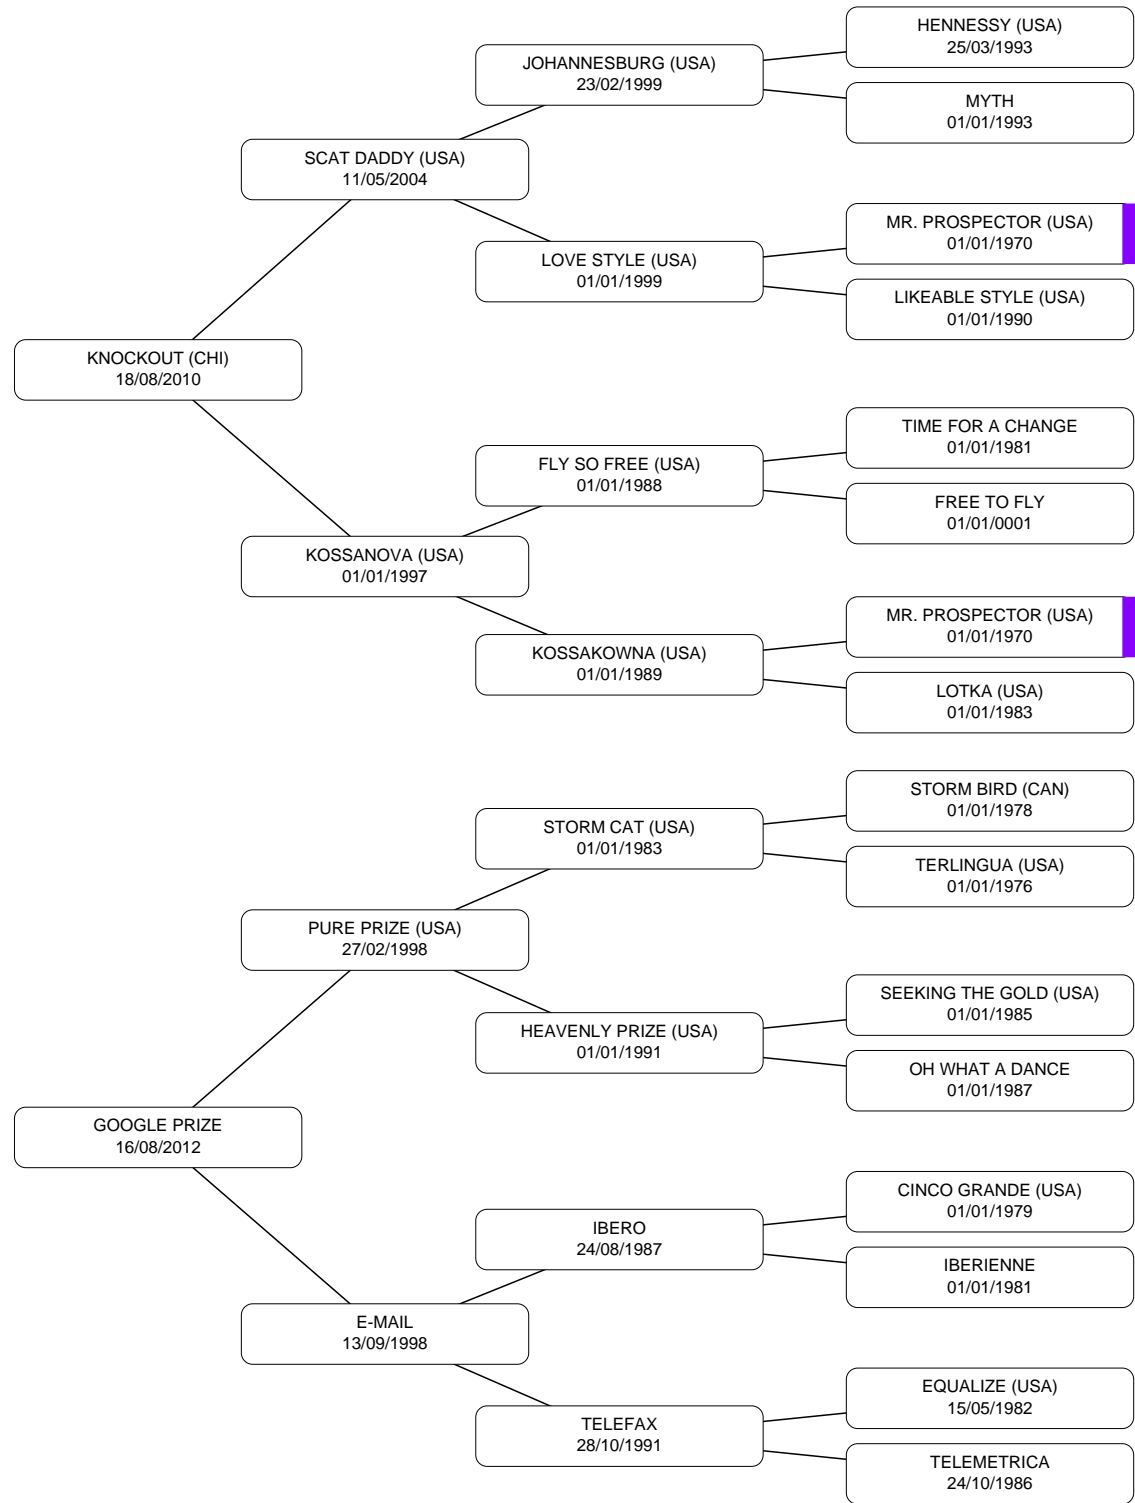 HENNESSY (USA)
25/03/1993
JOHANNESBURG (USA)
23/02/1999
MYTH
01/01/1993
SCAT DADDY (USA)
11/05/2004
MR. PROSPECTOR (USA)
01/01/1970
LOVE STYLE (USA)
01/01/1999
LIKEABLE STYLE (USA)
01/01/1990
KNOCKOUT (CHI)
18/08/2010
TIME FOR A CHANGE
01/01/1981
FLY SO FREE (USA)
01/01/1988
FREE TO FLY
01/01/0001
KOSSANOVA (USA)
01/01/1997
MR. PROSPECTOR (USA)
01/01/1970
KOSSAKOWNA (USA)
01/01/1989
LOTKA (USA)
01/01/1983
STORM BIRD (CAN)
01/01/1978
STORM CAT (USA)
01/01/1983
TERLINGUA (USA)
01/01/1976
PURE PRIZE (USA)
27/02/1998
SEEKING THE GOLD (USA)
01/01/1985
HEAVENLY PRIZE (USA)
01/01/1991
OH WHAT A DANCE
01/01/1987
GOOGLE PRIZE
16/08/2012
CINCO GRANDE (USA)
01/01/1979
IBERO
24/08/1987
IBERIENNE
01/01/1981
E-MAIL
13/09/1998
EQUALIZE (USA)
15/05/1982
TELEFAX
28/10/1991
TELEMETRICA
24/10/1986